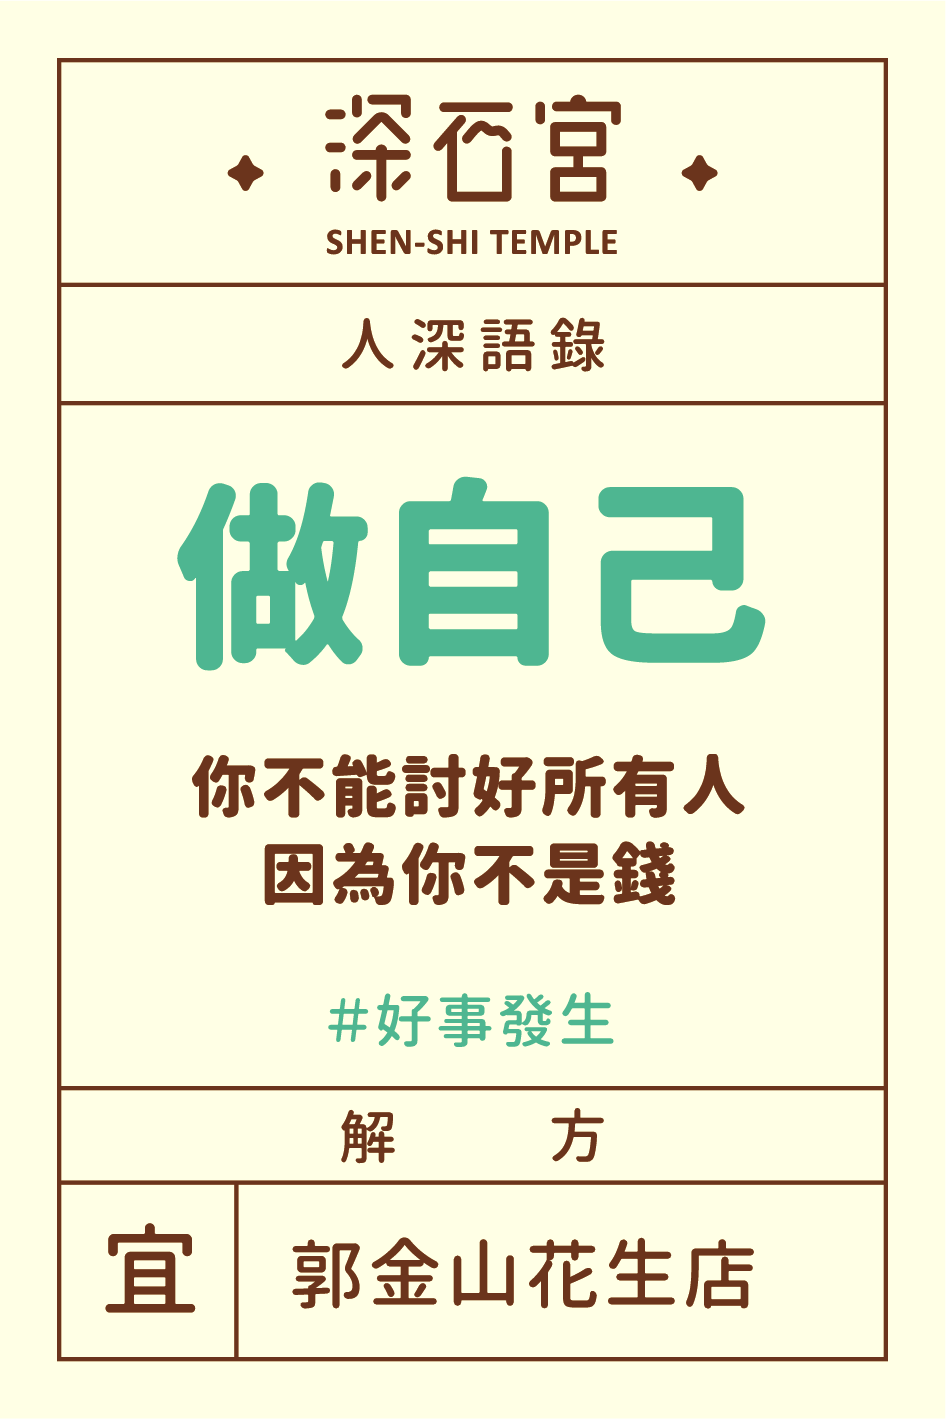 深石宮
SHEN-SHI TEMPLE
人深語錄
做自己
你不能討好所有人
因為你不是錢
#好事發生
解 方
宜 郭金山花生店